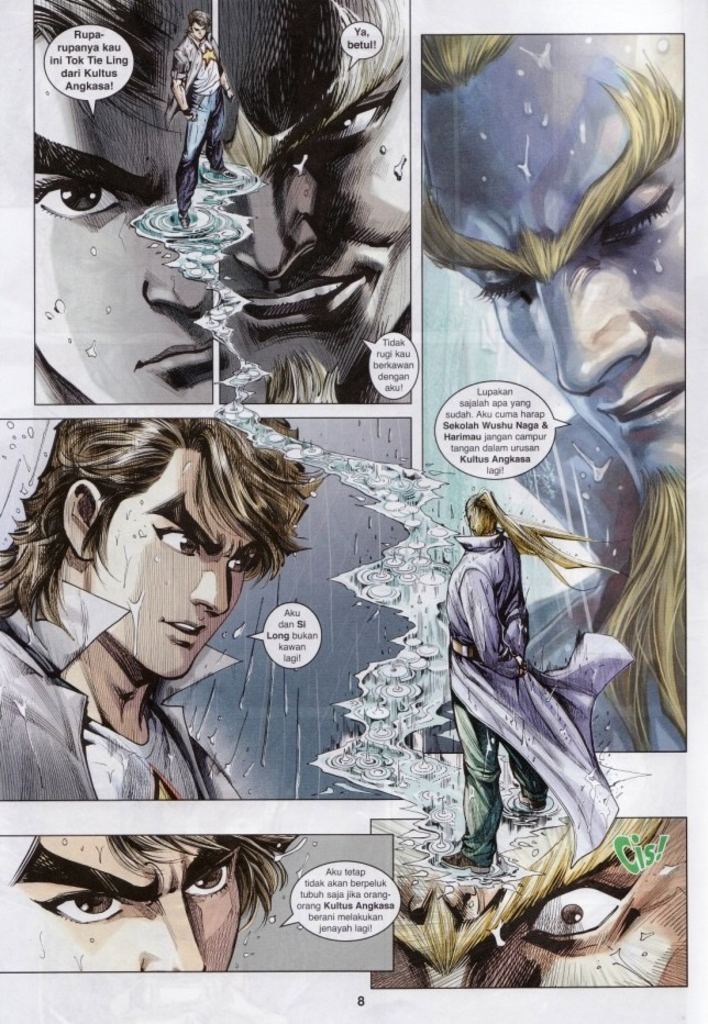 Rupa-
rupanya kau
ini Tok Tie Ling
dari Kultus
Angkasa!
Ya,
betul!
Tidak
rugi kau
berkawan dengan
aku!
Lupakan
sajalah apa yang
sudah. Aku cuma harap
Sekolah Wushu Naga &
Harimau jangan campur
tangan dalam urusan
Kultus Angkasa
lagi!
Aku
dan Si
Long bukan
kawan
lagi!
Aku tetap
tidak akan berpeluk
tubuh saja jika orang-
orang Kultus Angkasa
berani melakukan
jenayah lagi!
Cis!
8